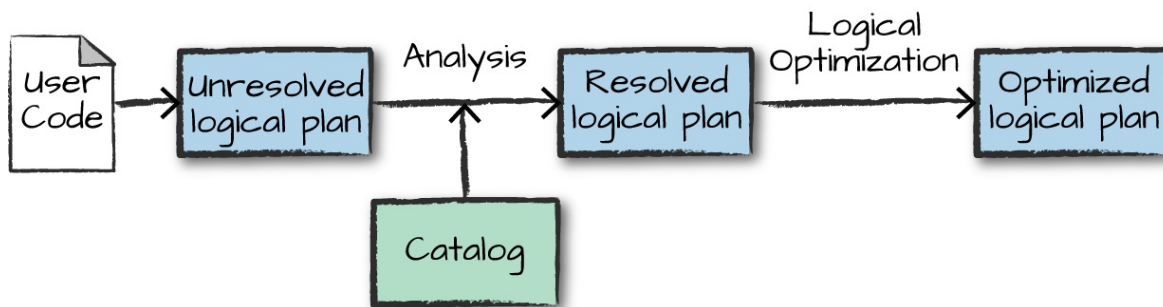 User
Code
Unresolved
logical plan
Analysis
Catalog
Resolved
logical plan
Logical
Optimization
Optimized
logical plan